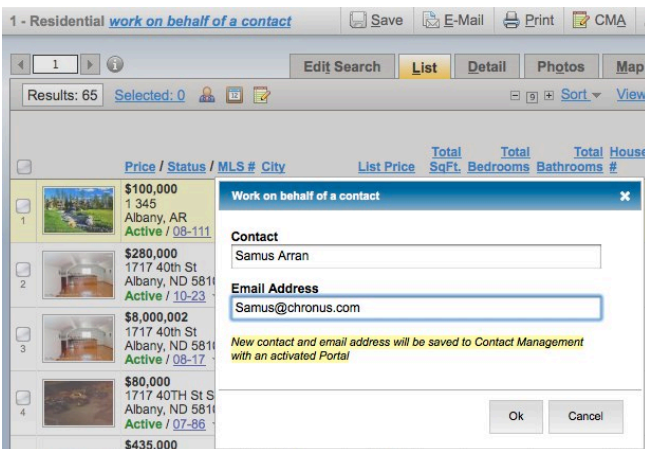 1 - Residential work on behalf of a contact Save E-Mail Print CMA
1 Edit Search List Detail Photos Map
Results: 65 Selected: 0 Sort View
Price / Status / MLS # City List Price Total SqFt. Total Bedrooms Total Bathrooms House #
1
$100,000
1 345
Albany, AR
Active / 08-111
2
$280,000
1717 40th St
Albany, ND 5810
Active / 10-23
3
$8,000,002
1717 40th St
Albany, ND 581
Active / 08-17
4
$80,000
1717 40TH St S
Albany, ND 581
Active / 07-86
$435,000
Work on behalf of a contact
Contact
Samus Arran
Email Address
Samus@chronus.com
New contact and email address will be saved to Contact Management
with an activated Portal
Ok Cancel